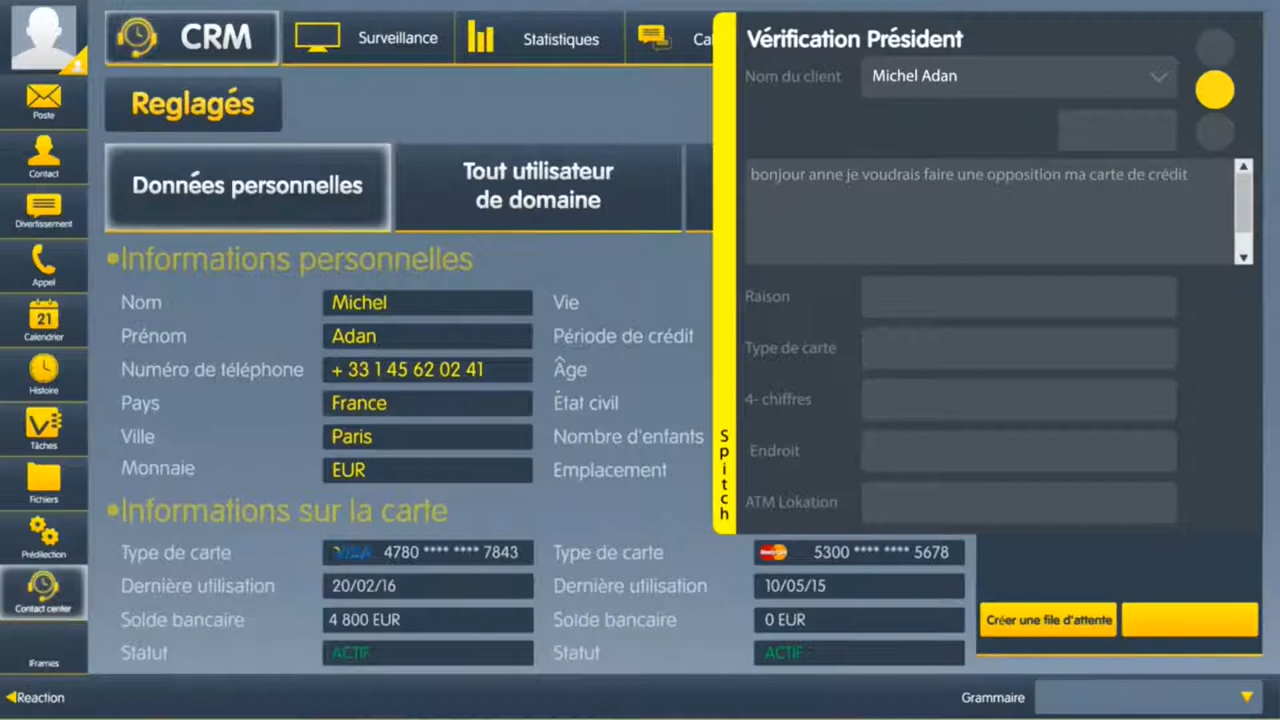 CRM
Surveillance
Statistiques
Vérification Président
Nom du client
Michel Adan
Poste
Reglagés
Contact
Données personnelles
Tout utilisateur
de domaine
bonjour anne je voudrais faire une opposition ma carte de crèdit
Divertissement
•Informations personnelles
Appel
Nom
Michel
Vie
Raison
21
Calendrier
Prénom
Adan
Période de crédit
Type de carte
Numéro de téléphone
+ 33 1 45 62 02 41
Âge
Histoire
Pays
France
État civil
4- chiffres
Ville
Paris
Nombre d'enfants
Endroit
Tâches
Monnaie
EUR
Emplacement
Spitch
ATM Lokation
Fichiers
•Informations sur la carte
Type de carte
VISA
4780 **** **** 7843
Type de carte
MasterCard
5300 **** **** 5678
Prédilection
Dernière utilisation
20/02/16
Dernière utilisation
10/05/15
Contact center
Solde bancaire
4 800 EUR
Solde bancaire
0 EUR
Créer une file d'attente
Statut
ACTIF
Statut
ACTIF
iFrames
Reaction
Grammaire